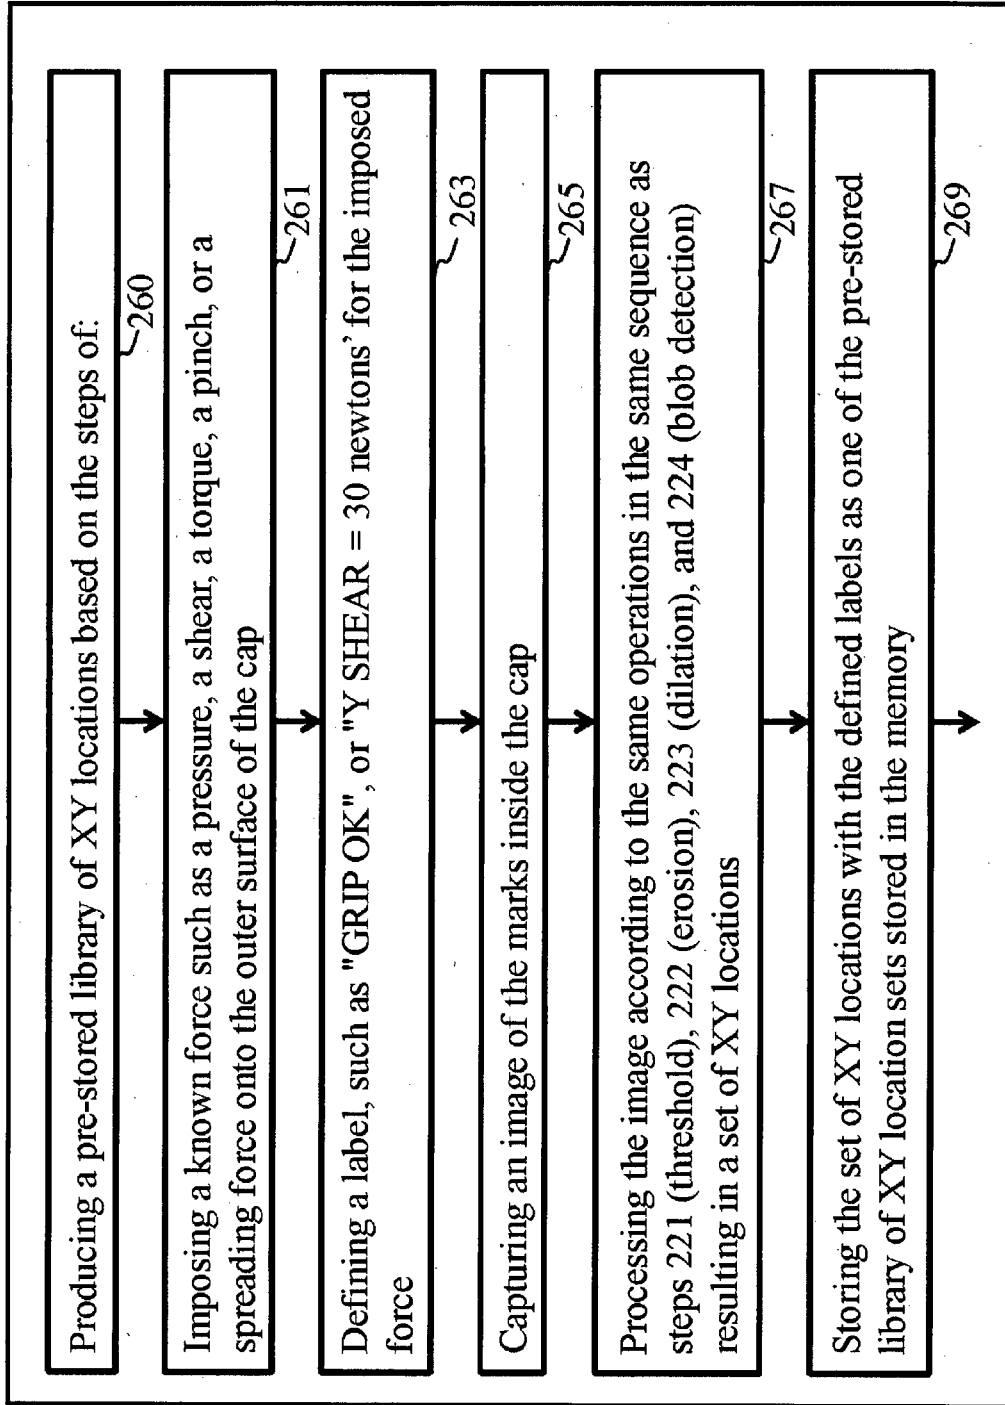 Producing a pre-stored library of XY locations based on the steps of:
260
Imposing a known force such as a pressure, a shear, a torque, a pinch, or a
spreading force onto the outer surface of the cap
261
Defining a label, such as "GRIP OK", or "Y SHEAR = 30 newtons' for the imposed
force
263
Capturing an image of the marks inside the cap
265
Processing the image according to the same operations in the same sequence as
steps 221 (threshold), 222 (erosion), 223 (dilation), and 224 (blob detection)
resulting in a set of XY locations
267
Storing the set of XY locations with the defined labels as one of the pre-stored
library of XY location sets stored in the memory
269